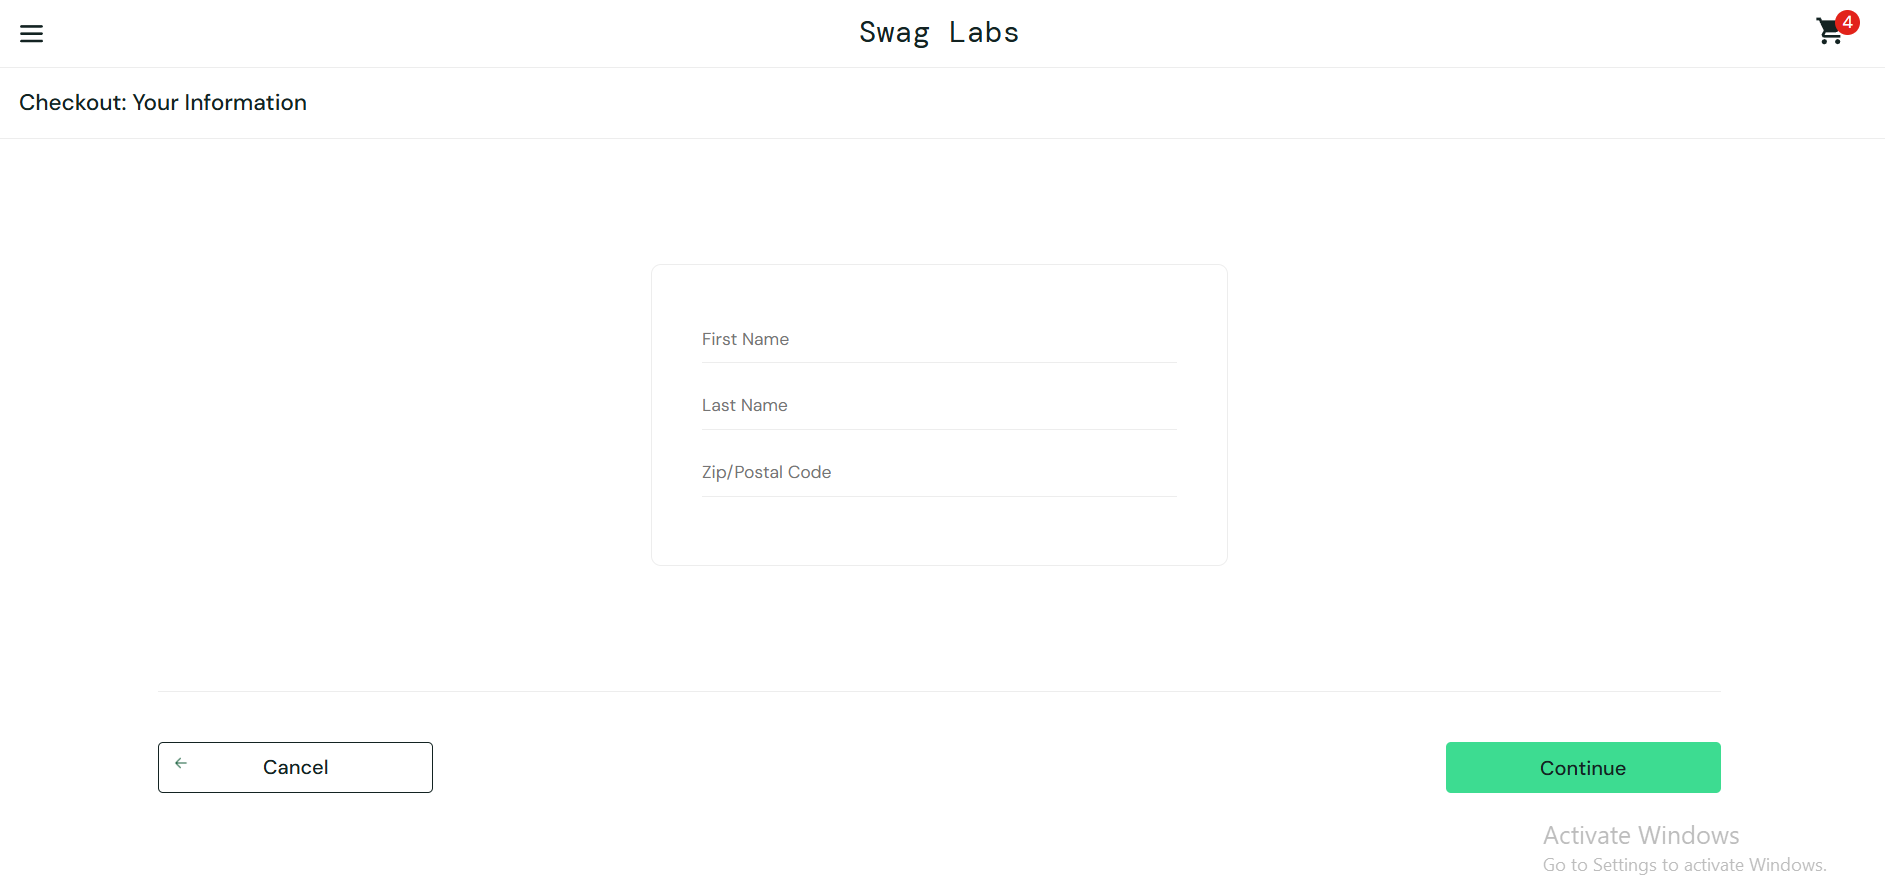 Swag Labs
4
Checkout: Your Information
First Name
Last Name
Zip/Postal Code
Cancel
Continue
Activate Windows
Go to Settings to activate Windows.